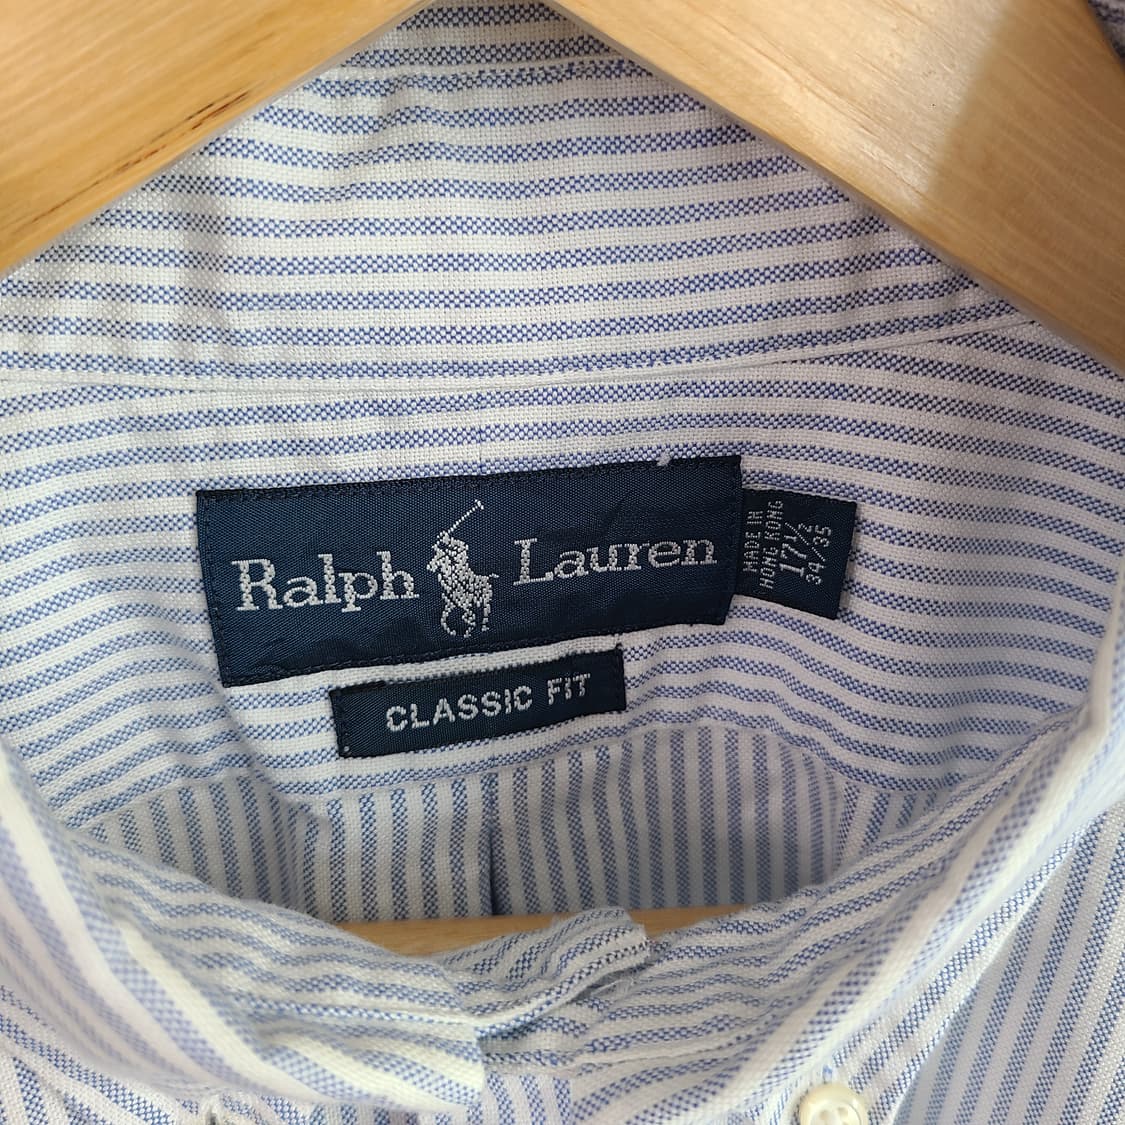 Ralph Lauren
CLASSIC FIT
MADE IN
HONG KONG
17½
34/35